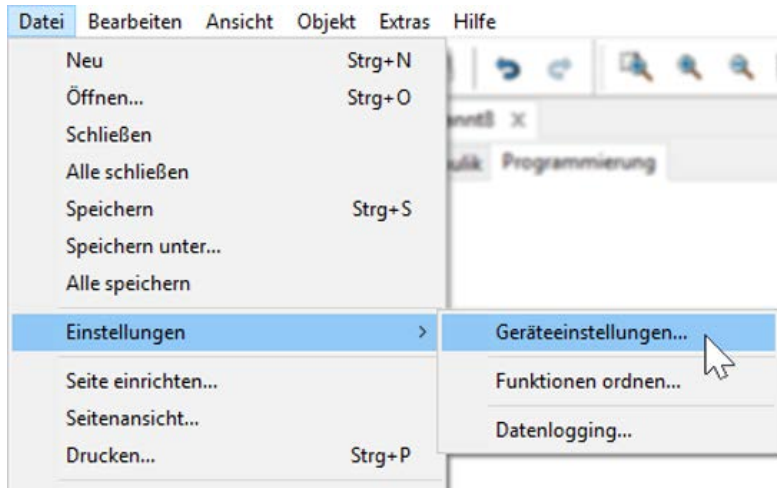 Datei Bearbeiten Ansicht Objekt Extras Hilfe
Neu Strg+N
Öffnen... Strg+O
Schließen
Alle schließen
Speichern Strg+S
Speichern unter...
Alle speichern
Einstellungen >
Seite einrichten...
Seitenansicht...
Drucken... Strg+P
Programmierung
Geräteeinstellungen...
Funktionen ordnen...
Datenlogging...